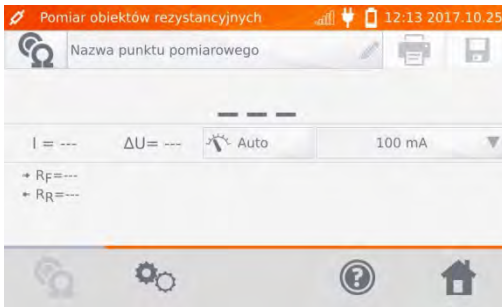 Pomiar obiektów rezystancyjnych 12:13 2017.10.25
Nazwa punktu pomiarowego
---
I = --- ΔU= --- Auto 100 mA
RF=---
RR=---